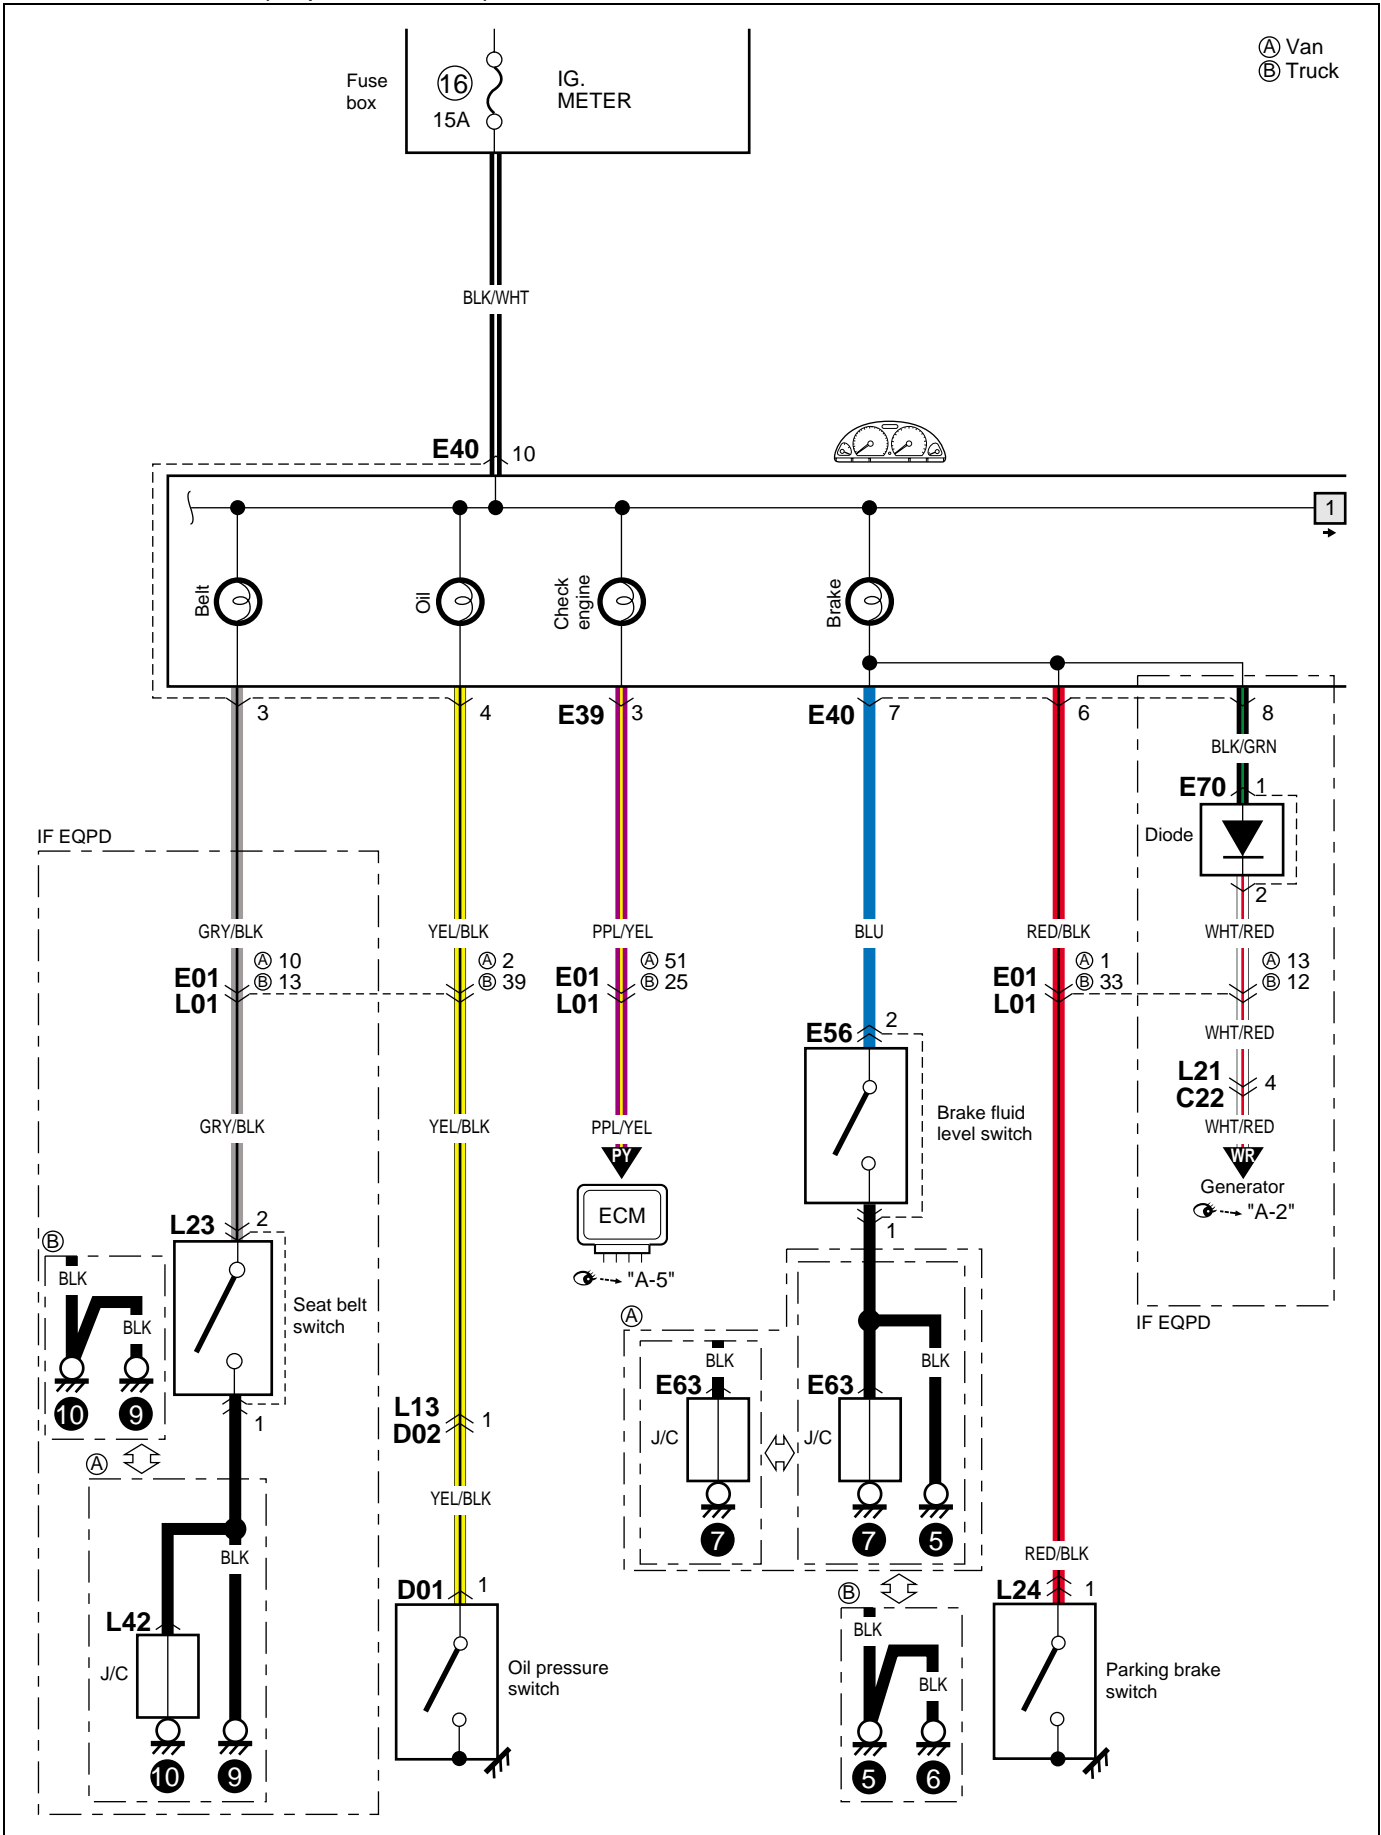 Ⓐ Van
Ⓑ Truck
Fuse
box
16
15A
IG.
METER
BLK/WHT
E40
10
1
Belt
Oil
Check
engine
Brake
3
4
E39
3
E40
7
6
8
BLK/GRN
E70
1
Diode
2
IF EQPD
GRY/BLK
YEL/BLK
PPL/YEL
BLU
RED/BLK
WHT/RED
E01
L01
Ⓐ 10
Ⓑ 13
Ⓐ 2
Ⓑ 39
E01
L01
Ⓐ 51
Ⓑ 25
E01
L01
Ⓐ 1
Ⓑ 33
Ⓐ 13
Ⓑ 12
E56
2
WHT/RED
L21
C22
4
GRY/BLK
YEL/BLK
PPL/YEL
Brake fluid
level switch
WHT/RED
PY
WR
ECM
Generator
"A-2"
"A-5"
L23
2
1
Ⓑ
BLK
BLK
10
9
Seat belt
switch
1
IF EQPD
Ⓐ
BLK
BLK
E63
E63
J/C
J/C
7
7
5
L13
D02
1
Ⓐ
YEL/BLK
BLK
RED/BLK
D01
1
Ⓑ
L24
1
L42
J/C
BLK
BLK
Oil pressure
switch
Parking brake
switch
10
9
5
6